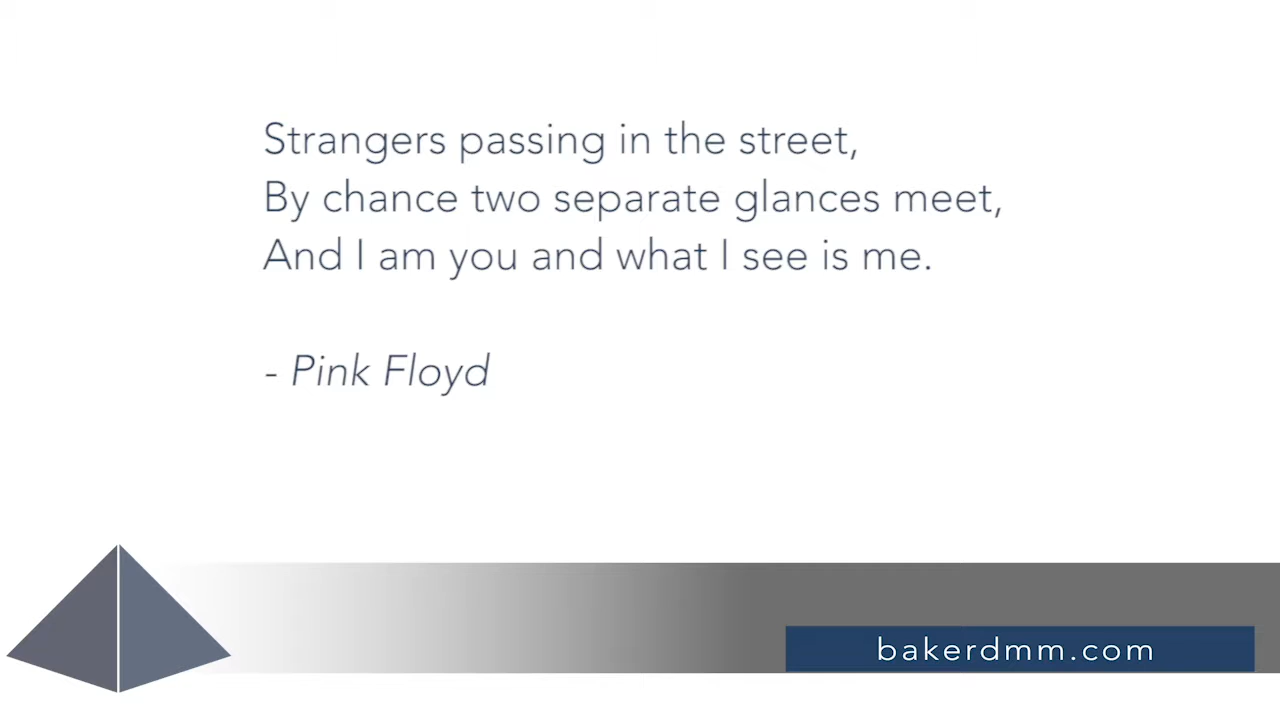 Strangers passing in the street,
By chance two separate glances meet,
And I am you and what I see is me.
- Pink Floyd
bakerdmm.com